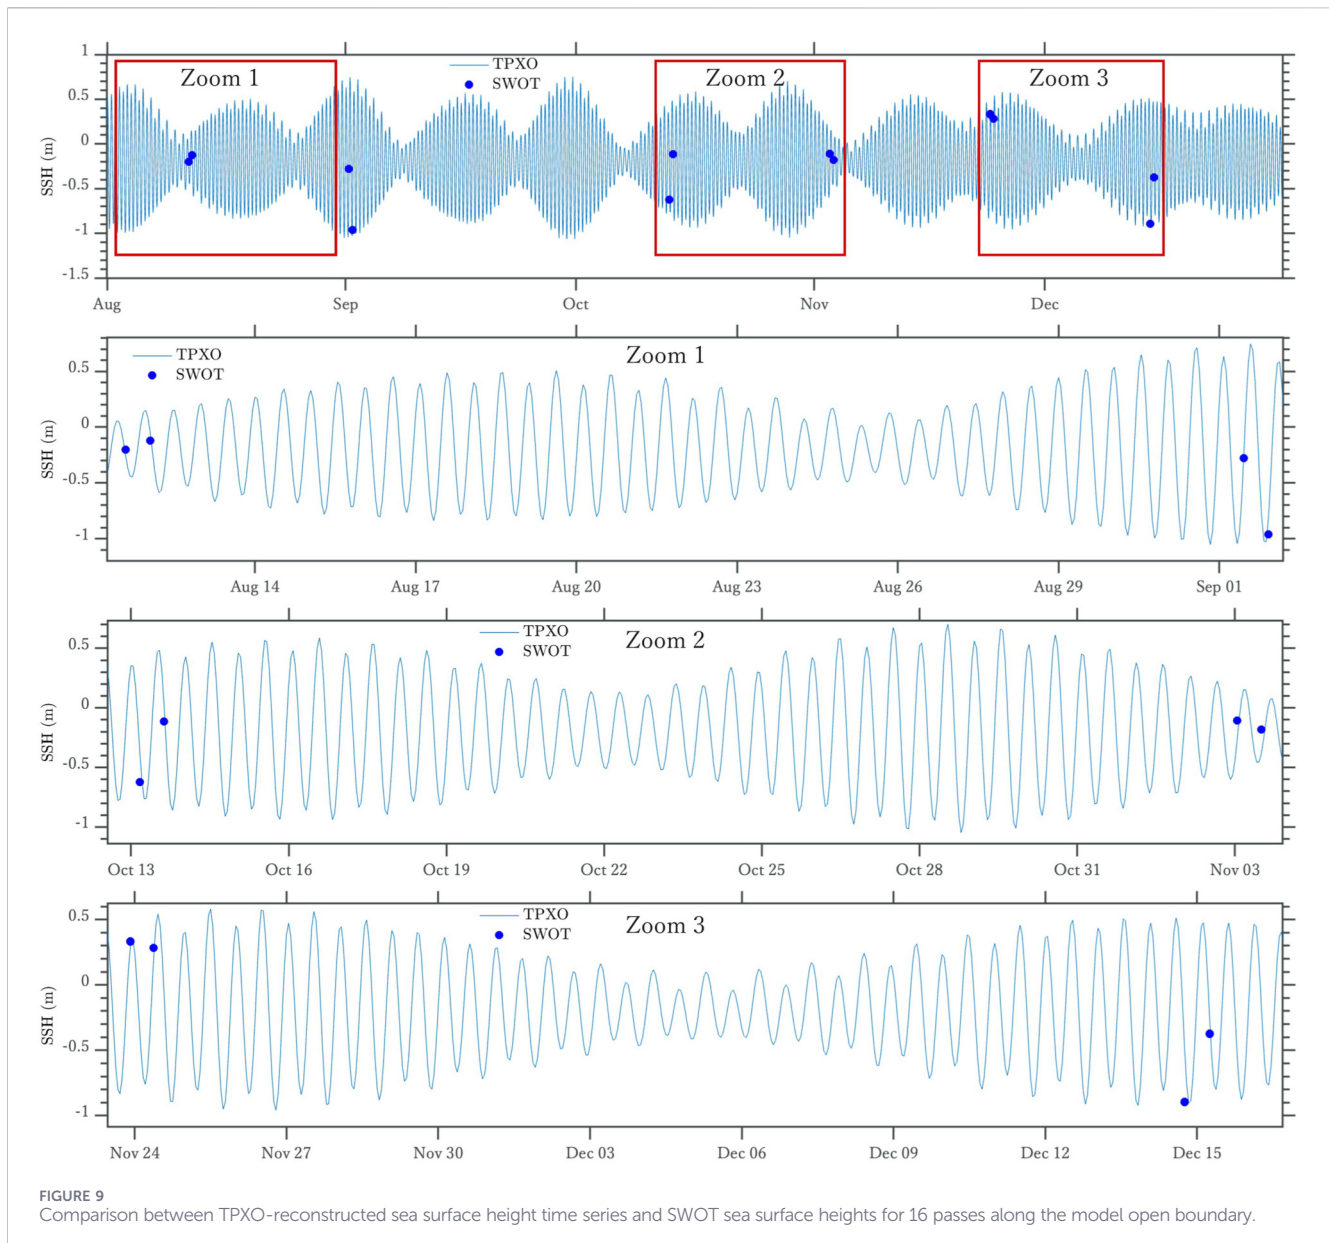 1
0.5
0
-0.5
-1
-1.5
SSH (m)
Zoom 1
TPXO
SWOT
Zoom 2
Zoom 3
Aug Sep Oct Nov Dec
0.5
0
-0.5
-1
SSH (m)
TPXO
SWOT
Zoom 1
Aug 14 Aug 17 Aug 20 Aug 23 Aug 26 Aug 29 Sep 01
0.5
0
-0.5
-1
SSH (m)
TPXO
SWOT
Zoom 2
Oct 13 Oct 16 Oct 19 Oct 22 Oct 25 Oct 28 Oct 31 Nov 03
0.5
0
-0.5
-1
SSH (m)
TPXO
SWOT
Zoom 3
Nov 24 Nov 27 Nov 30 Dec 03 Dec 06 Dec 09 Dec 12 Dec 15
FIGURE 9
Comparison between TPXO-reconstructed sea surface height time series and SWOT sea surface heights for 16 passes along the model open boundary.